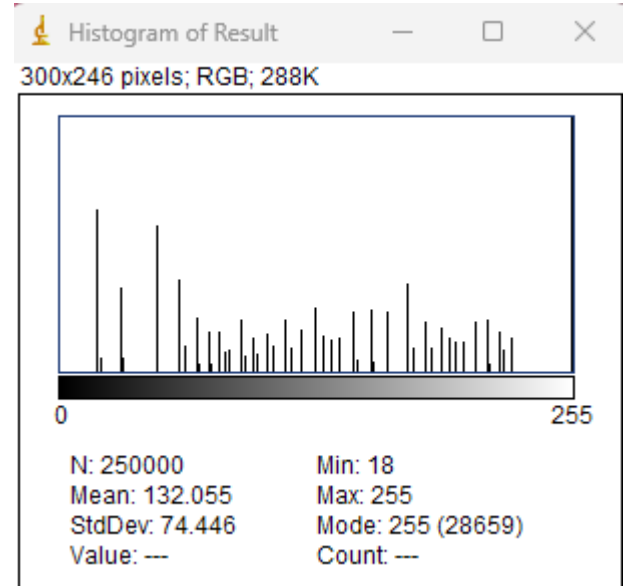 Histogram of Result
300x246 pixels; RGB; 288K
0 255
N: 250000 Min: 18
Mean: 132.055 Max: 255
StdDev: 74.446 Mode: 255 (28659)
Value: --- Count: ---